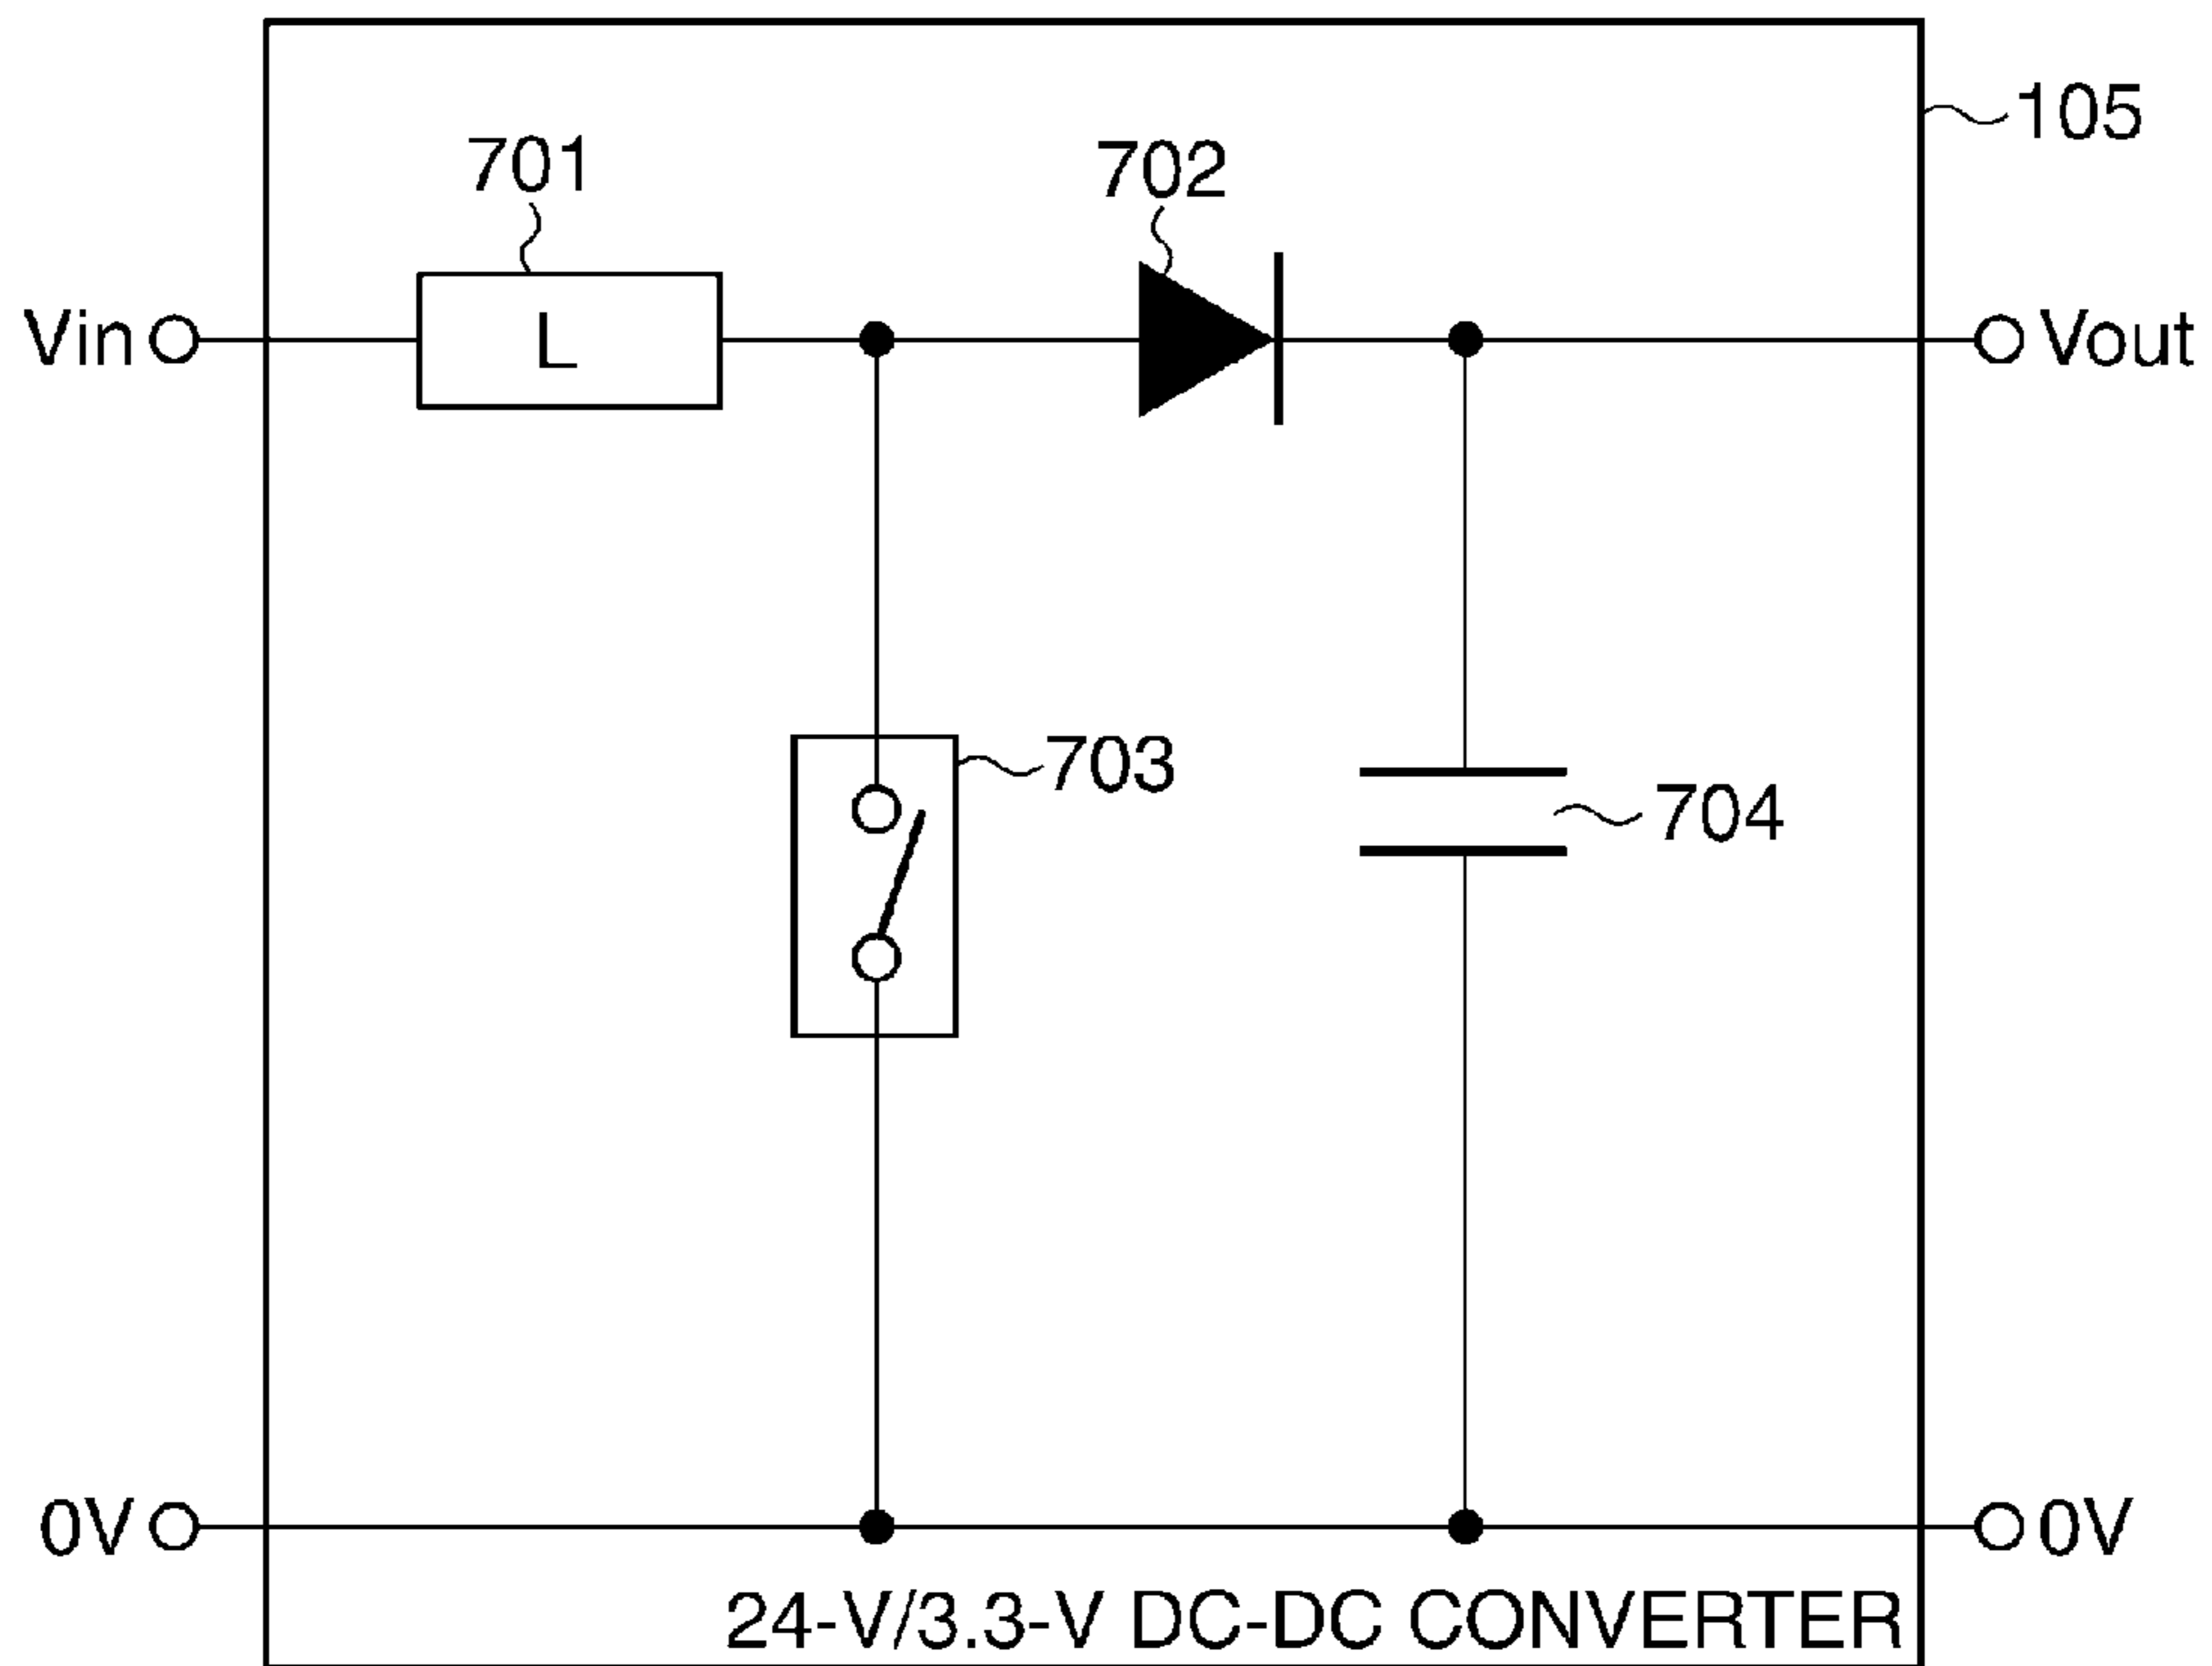 105
701
702
Vin
L
Vout
703
704
0V
0V
24-V/3.3-V DC-DC CONVERTER